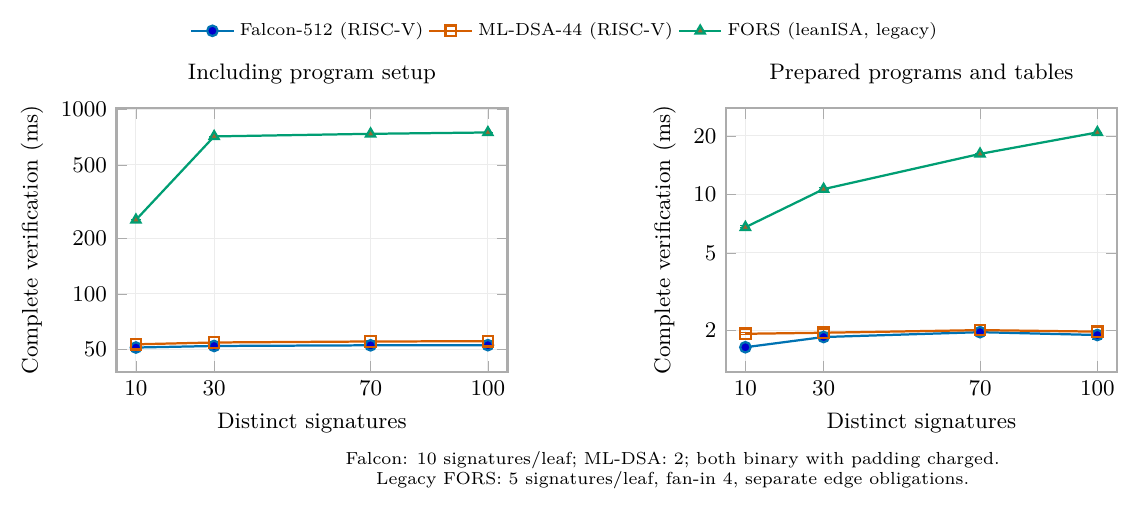 Falcon-512 (RISC-V) ML-DSA-44 (RISC-V) FORS (leanISA, legacy)
Including program setup
Complete verification (ms)
1000
500
200
100
50
10 30 70 100
Distinct signatures
Prepared programs and tables
Complete verification (ms)
20
10
5
2
10 30 70 100
Distinct signatures
Falcon: 10 signatures/leaf; ML-DSA: 2; both binary with padding charged.
Legacy FORS: 5 signatures/leaf, fan-in 4, separate edge obligations.